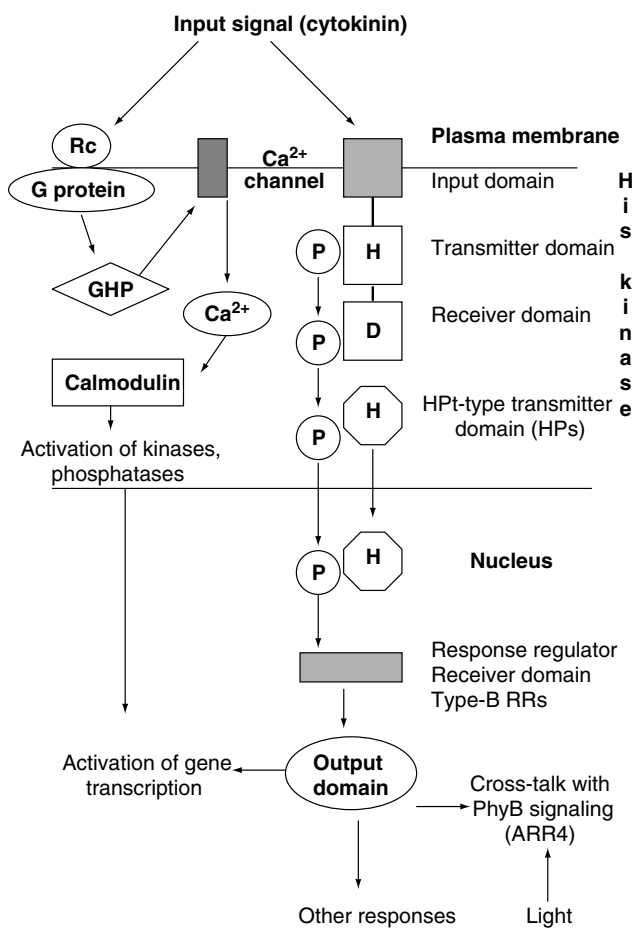 Input signal (cytokinin)
Rc
G protein
GHP
Ca2+
channel
Ca2+
Calmodulin
Activation of kinases,
phosphatases
Plasma membrane
Input domain
Transmitter domain
Receiver domain
HPt-type transmitter
domain (HPs)
H
i
s
k
i
n
a
s
e
P
H
P
D
P
H
P
H
Nucleus
Response regulator
Receiver domain
Type-B RRs
Activation of gene
transcription
Output
domain
Cross-talk with
PhyB signaling
(ARR4)
Other responses
Light